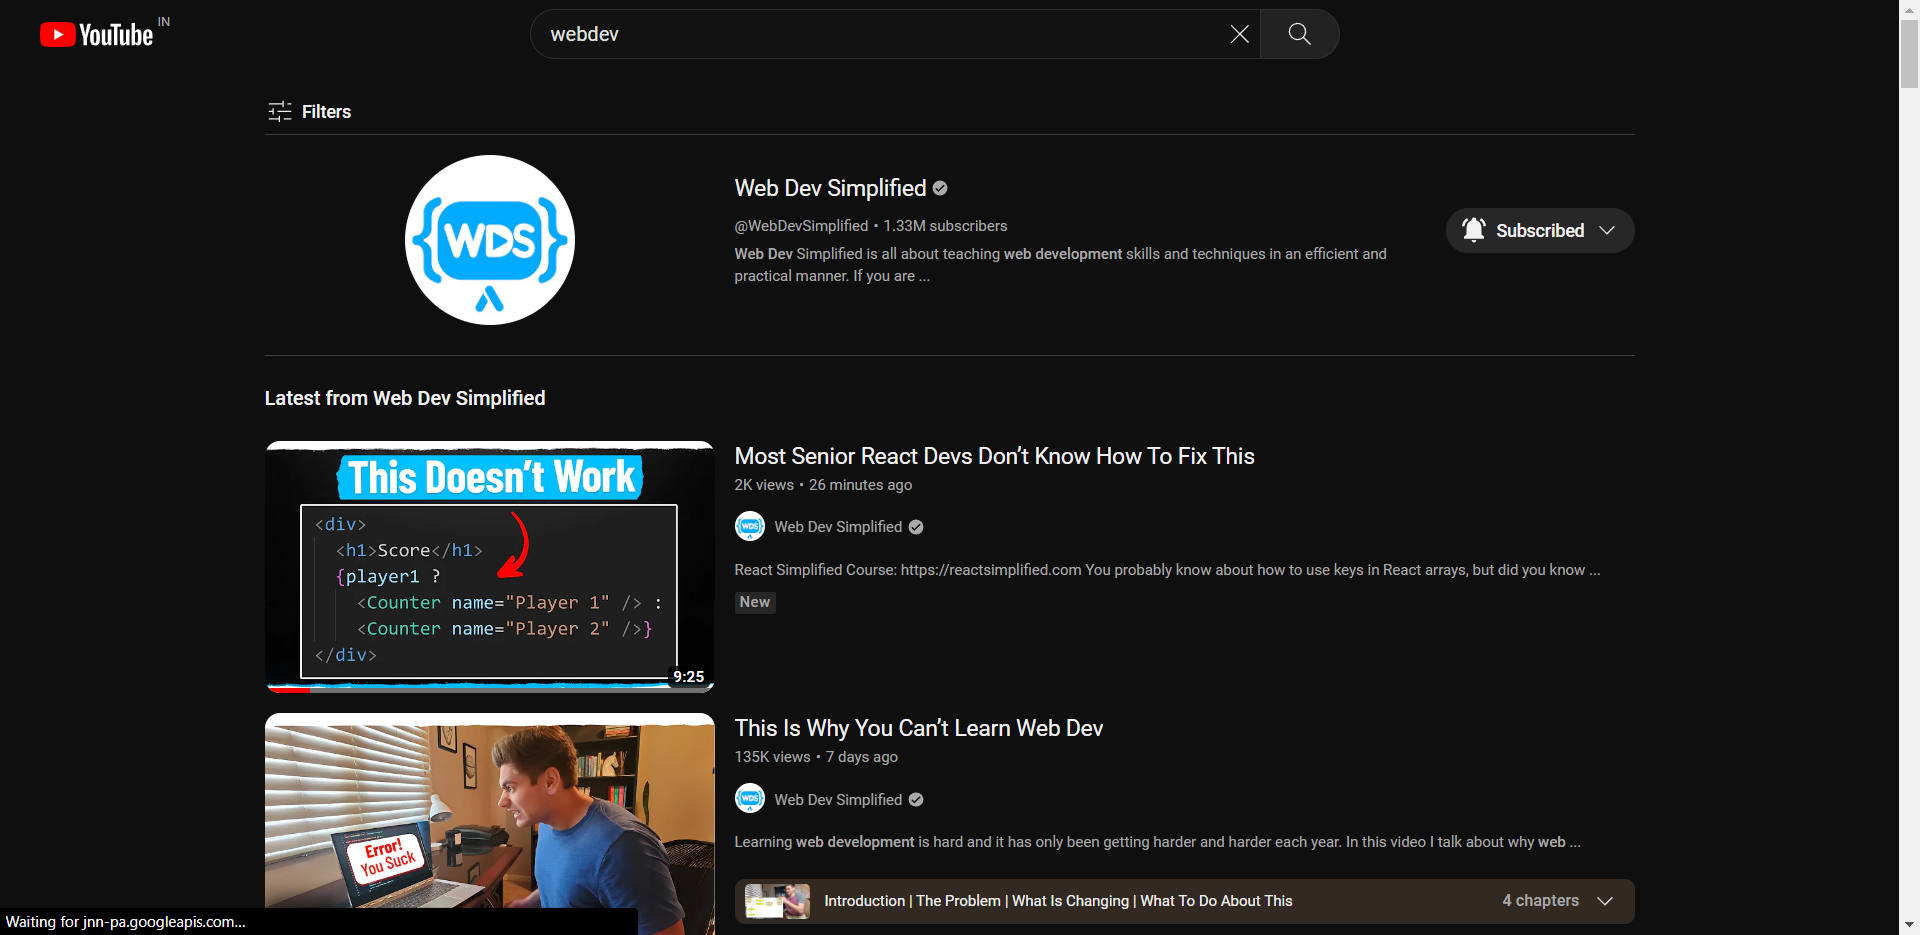 YouTube IN
webdev
Filters
WDS
Web Dev Simplified
@WebDevSimplified • 1.33M subscribers
Web Dev Simplified is all about teaching web development skills and techniques in an efficient and
practical manner. If you are ...
Subscribed
Latest from Web Dev Simplified
This Doesn't Work
<div>
<h1>Score</h1>
{player1 ?
<Counter name="Player 1" /> :
<Counter name="Player 2" />}
</div>
9:25
Most Senior React Devs Don’t Know How To Fix This
2K views • 26 minutes ago
WDS
Web Dev Simplified
React Simplified Course: https://reactsimplified.com You probably know about how to use keys in React arrays, but did you know ...
New
Error!
You Suck
This Is Why You Can’t Learn Web Dev
135K views • 7 days ago
WDS
Web Dev Simplified
Learning web development is hard and it has only been getting harder and harder each year. In this video I talk about why web ...
Introduction | The Problem | What Is Changing | What To Do About This
4 chapters
Waiting for jnn-pa.googleapis.com...